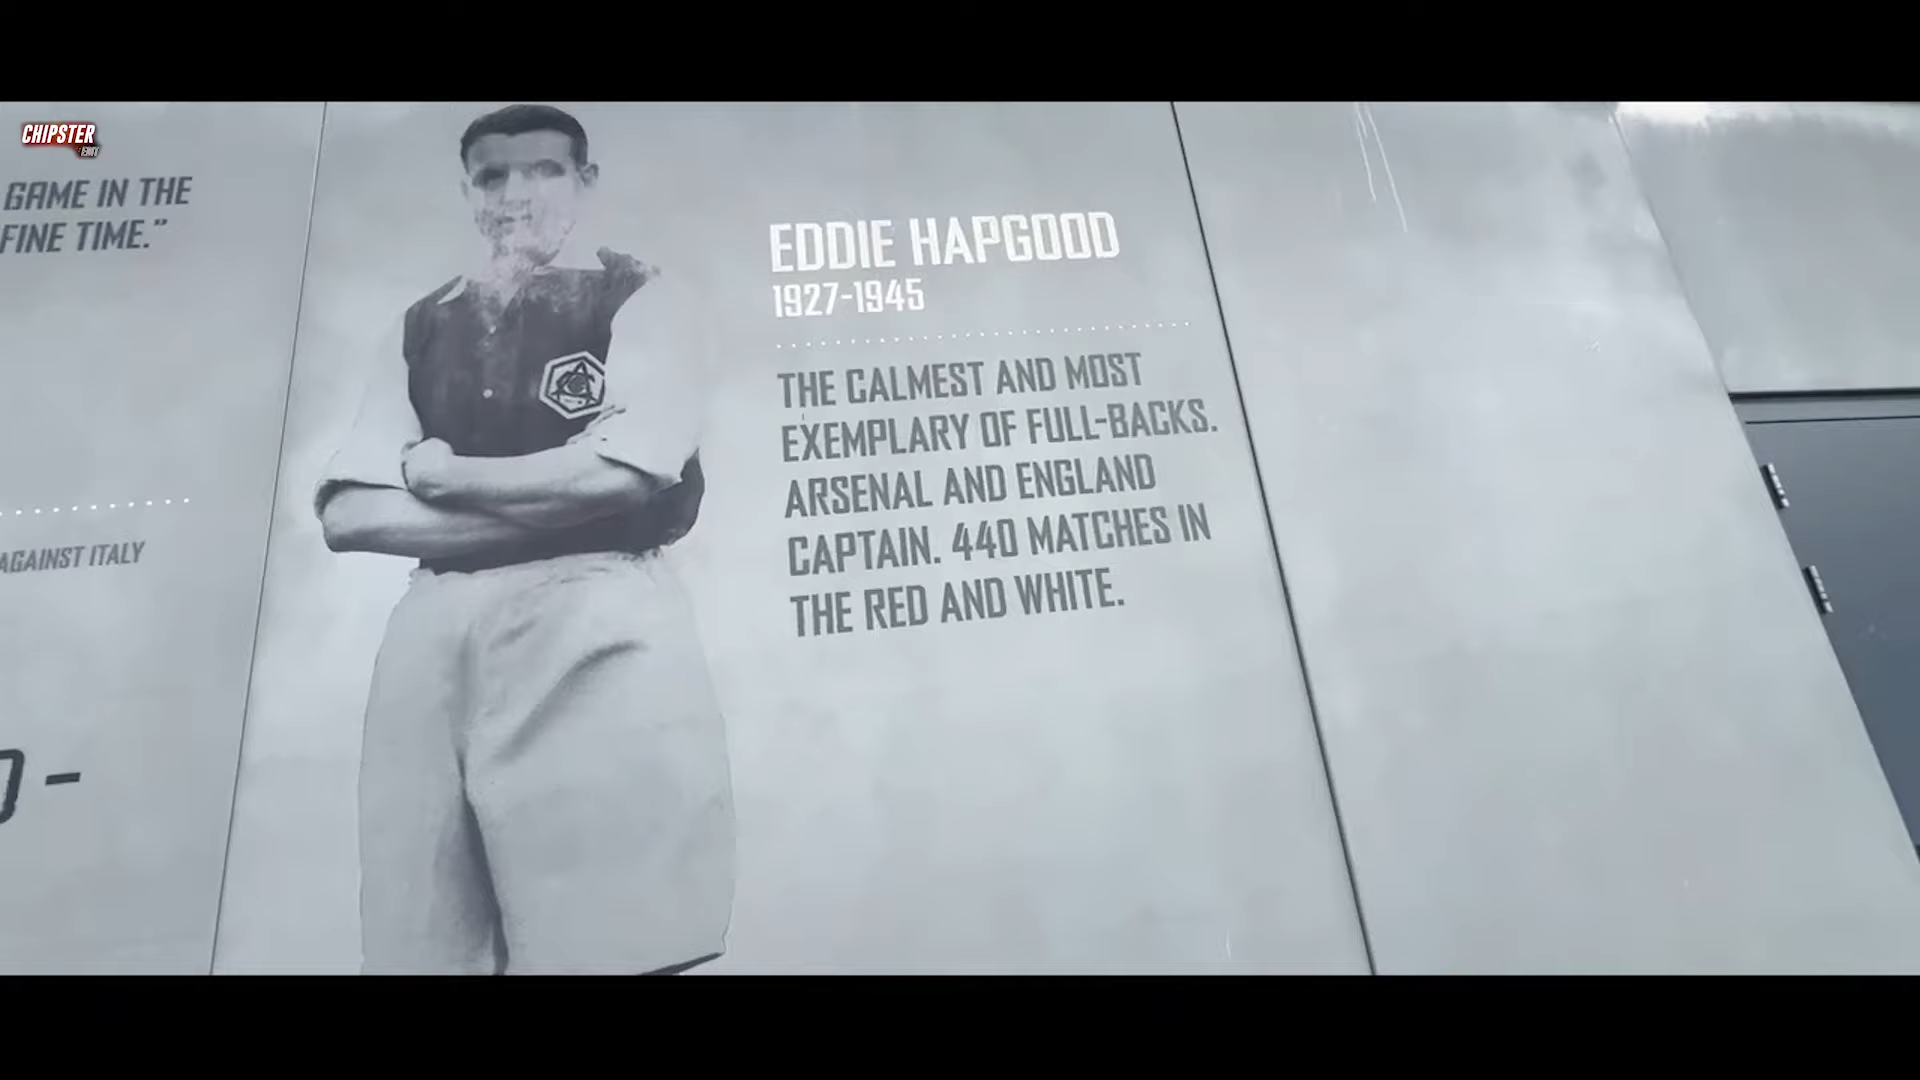 CHIPSTER
GAME IN THE
FINE TIME.”
AGAINST ITALY
EDDIE HAPGOOD
1927-1945
THE CALMEST AND MOST
EXEMPLARY OF FULL-BACKS.
ARSENAL AND ENGLAND
CAPTAIN. 440 MATCHES IN
THE RED AND WHITE.